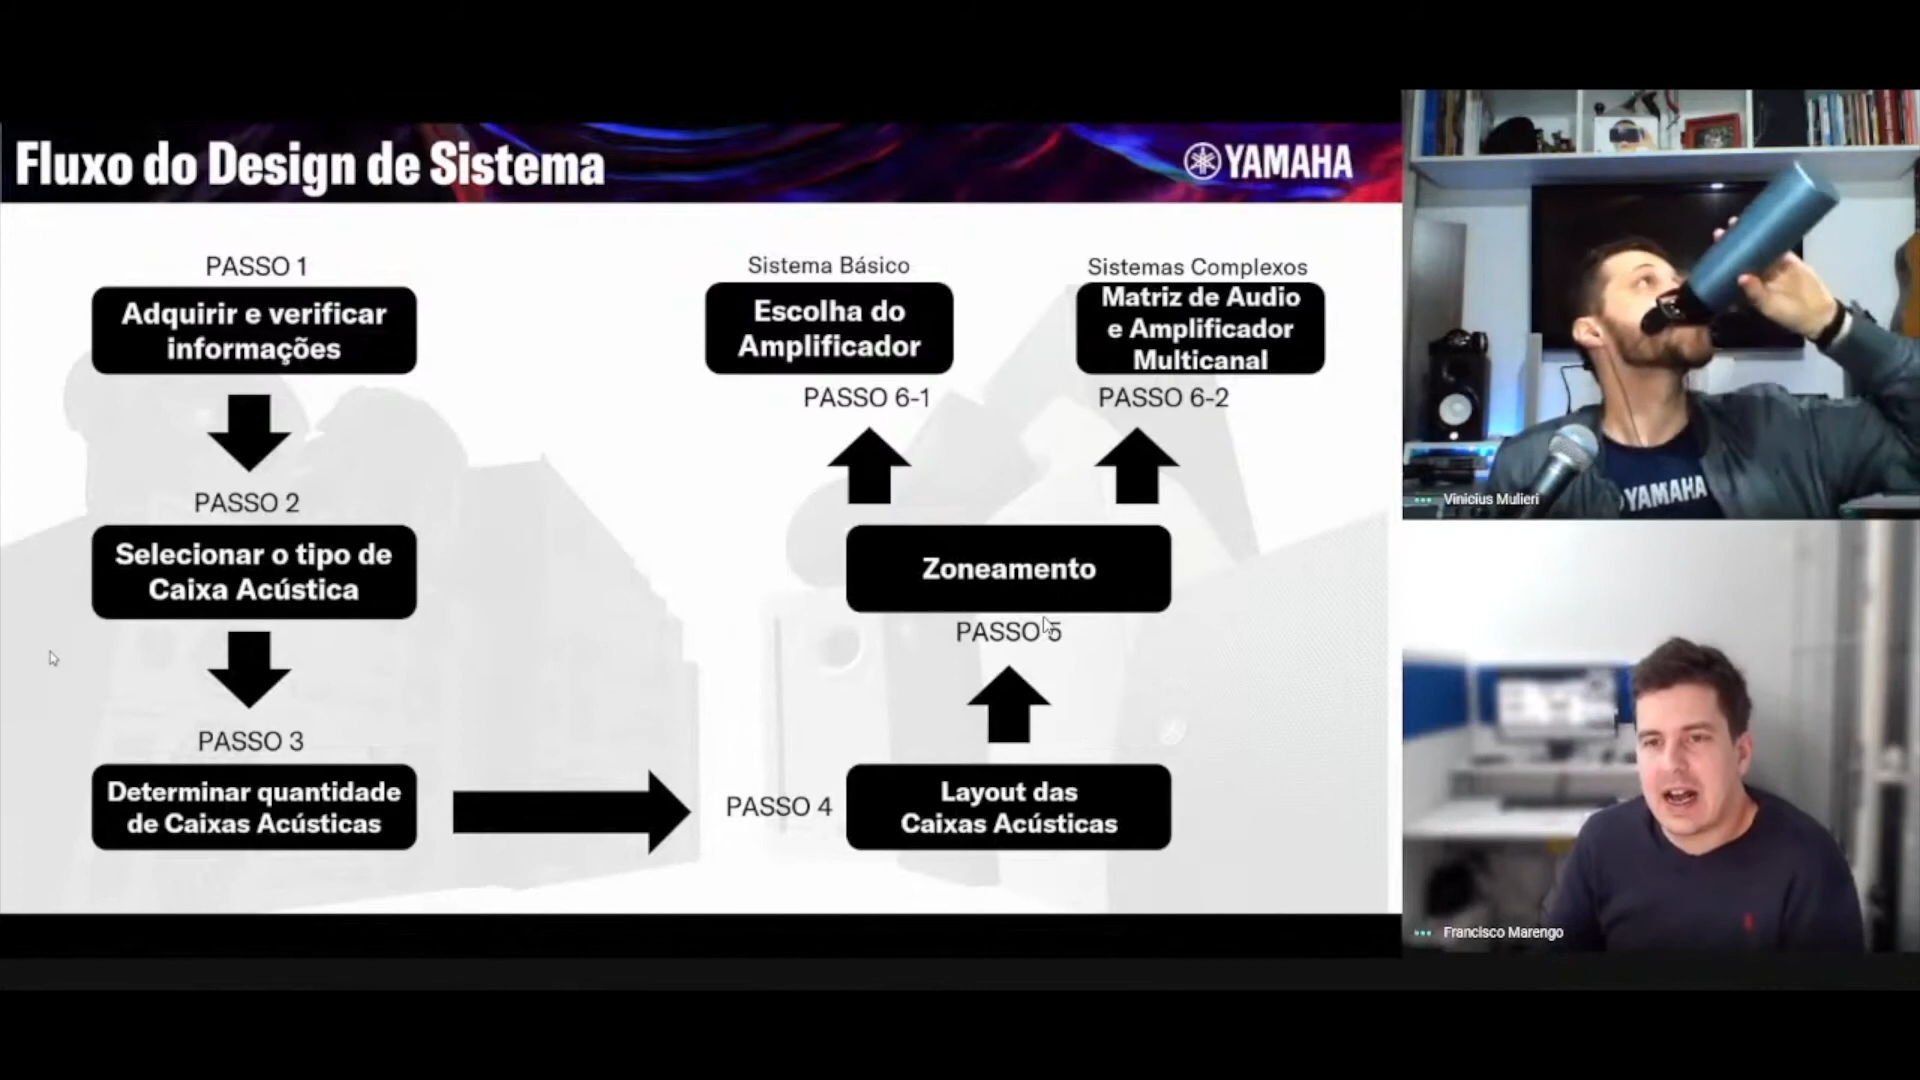 Fluxo do Design de Sistema
YAMAHA
PASSO 1
Adquirir e verificar
informações
PASSO 2
Selecionar o tipo de
Caixa Acústica
PASSO 3
Determinar quantidade
de Caixas Acústicas
PASSO 4
Layout das
Caixas Acústicas
PASSO 5
Zoneamento
Sistema Básico
Escolha do
Amplificador
PASSO 6-1
Sistemas Complexos
Matriz de Audio
e Amplificador
Multicanal
PASSO 6-2
YAMAHA
Vinicius Mulieri
Francisco Marengo